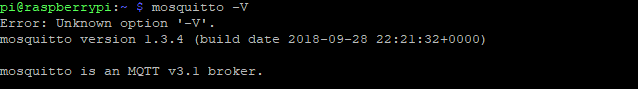 pi@raspberrypi:~ $ mosquitto -V
Error: Unknown option '-V'.
mosquitto version 1.3.4 (build date 2018-09-28 22:21:32+0000)
mosquitto is an MQTT v3.1 broker.